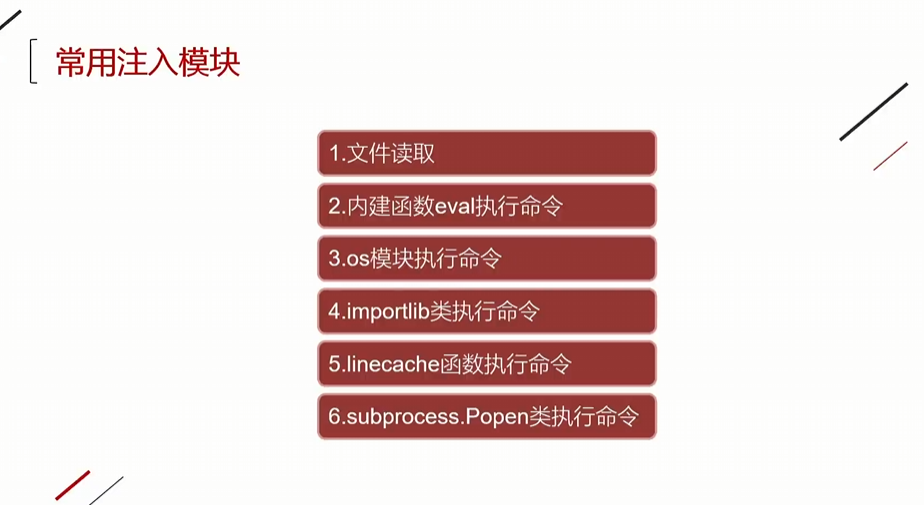 常用注入模块
1.文件读取
2.内建函数eval执行命令
3.os模块执行命令
4.importlib类执行命令
5.linecache函数执行命令
6.subprocess.Popen类执行命令